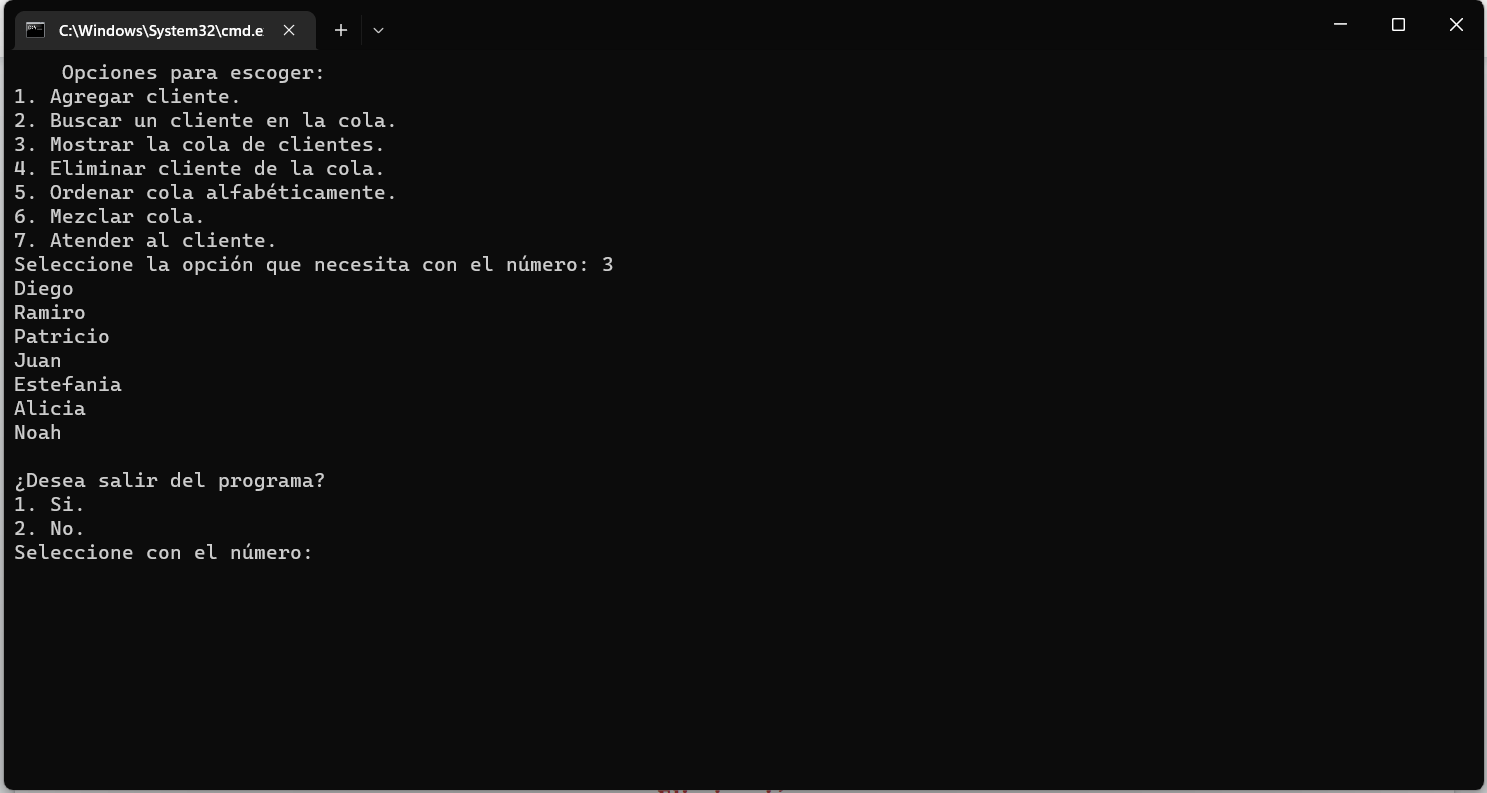 C:\Windows\System32\cmd.e
Opciones para escoger:
1. Agregar cliente.
2. Buscar un cliente en la cola.
3. Mostrar la cola de clientes.
4. Eliminar cliente de la cola.
5. Ordenar cola alfabéticamente.
6. Mezclar cola.
7. Atender al cliente.
Seleccione la opción que necesita con el número: 3
Diego
Ramiro
Patricio
Juan
Estefania
Alicia
Noah
¿Desea salir del programa?
1. Si.
2. No.
Seleccione con el número: